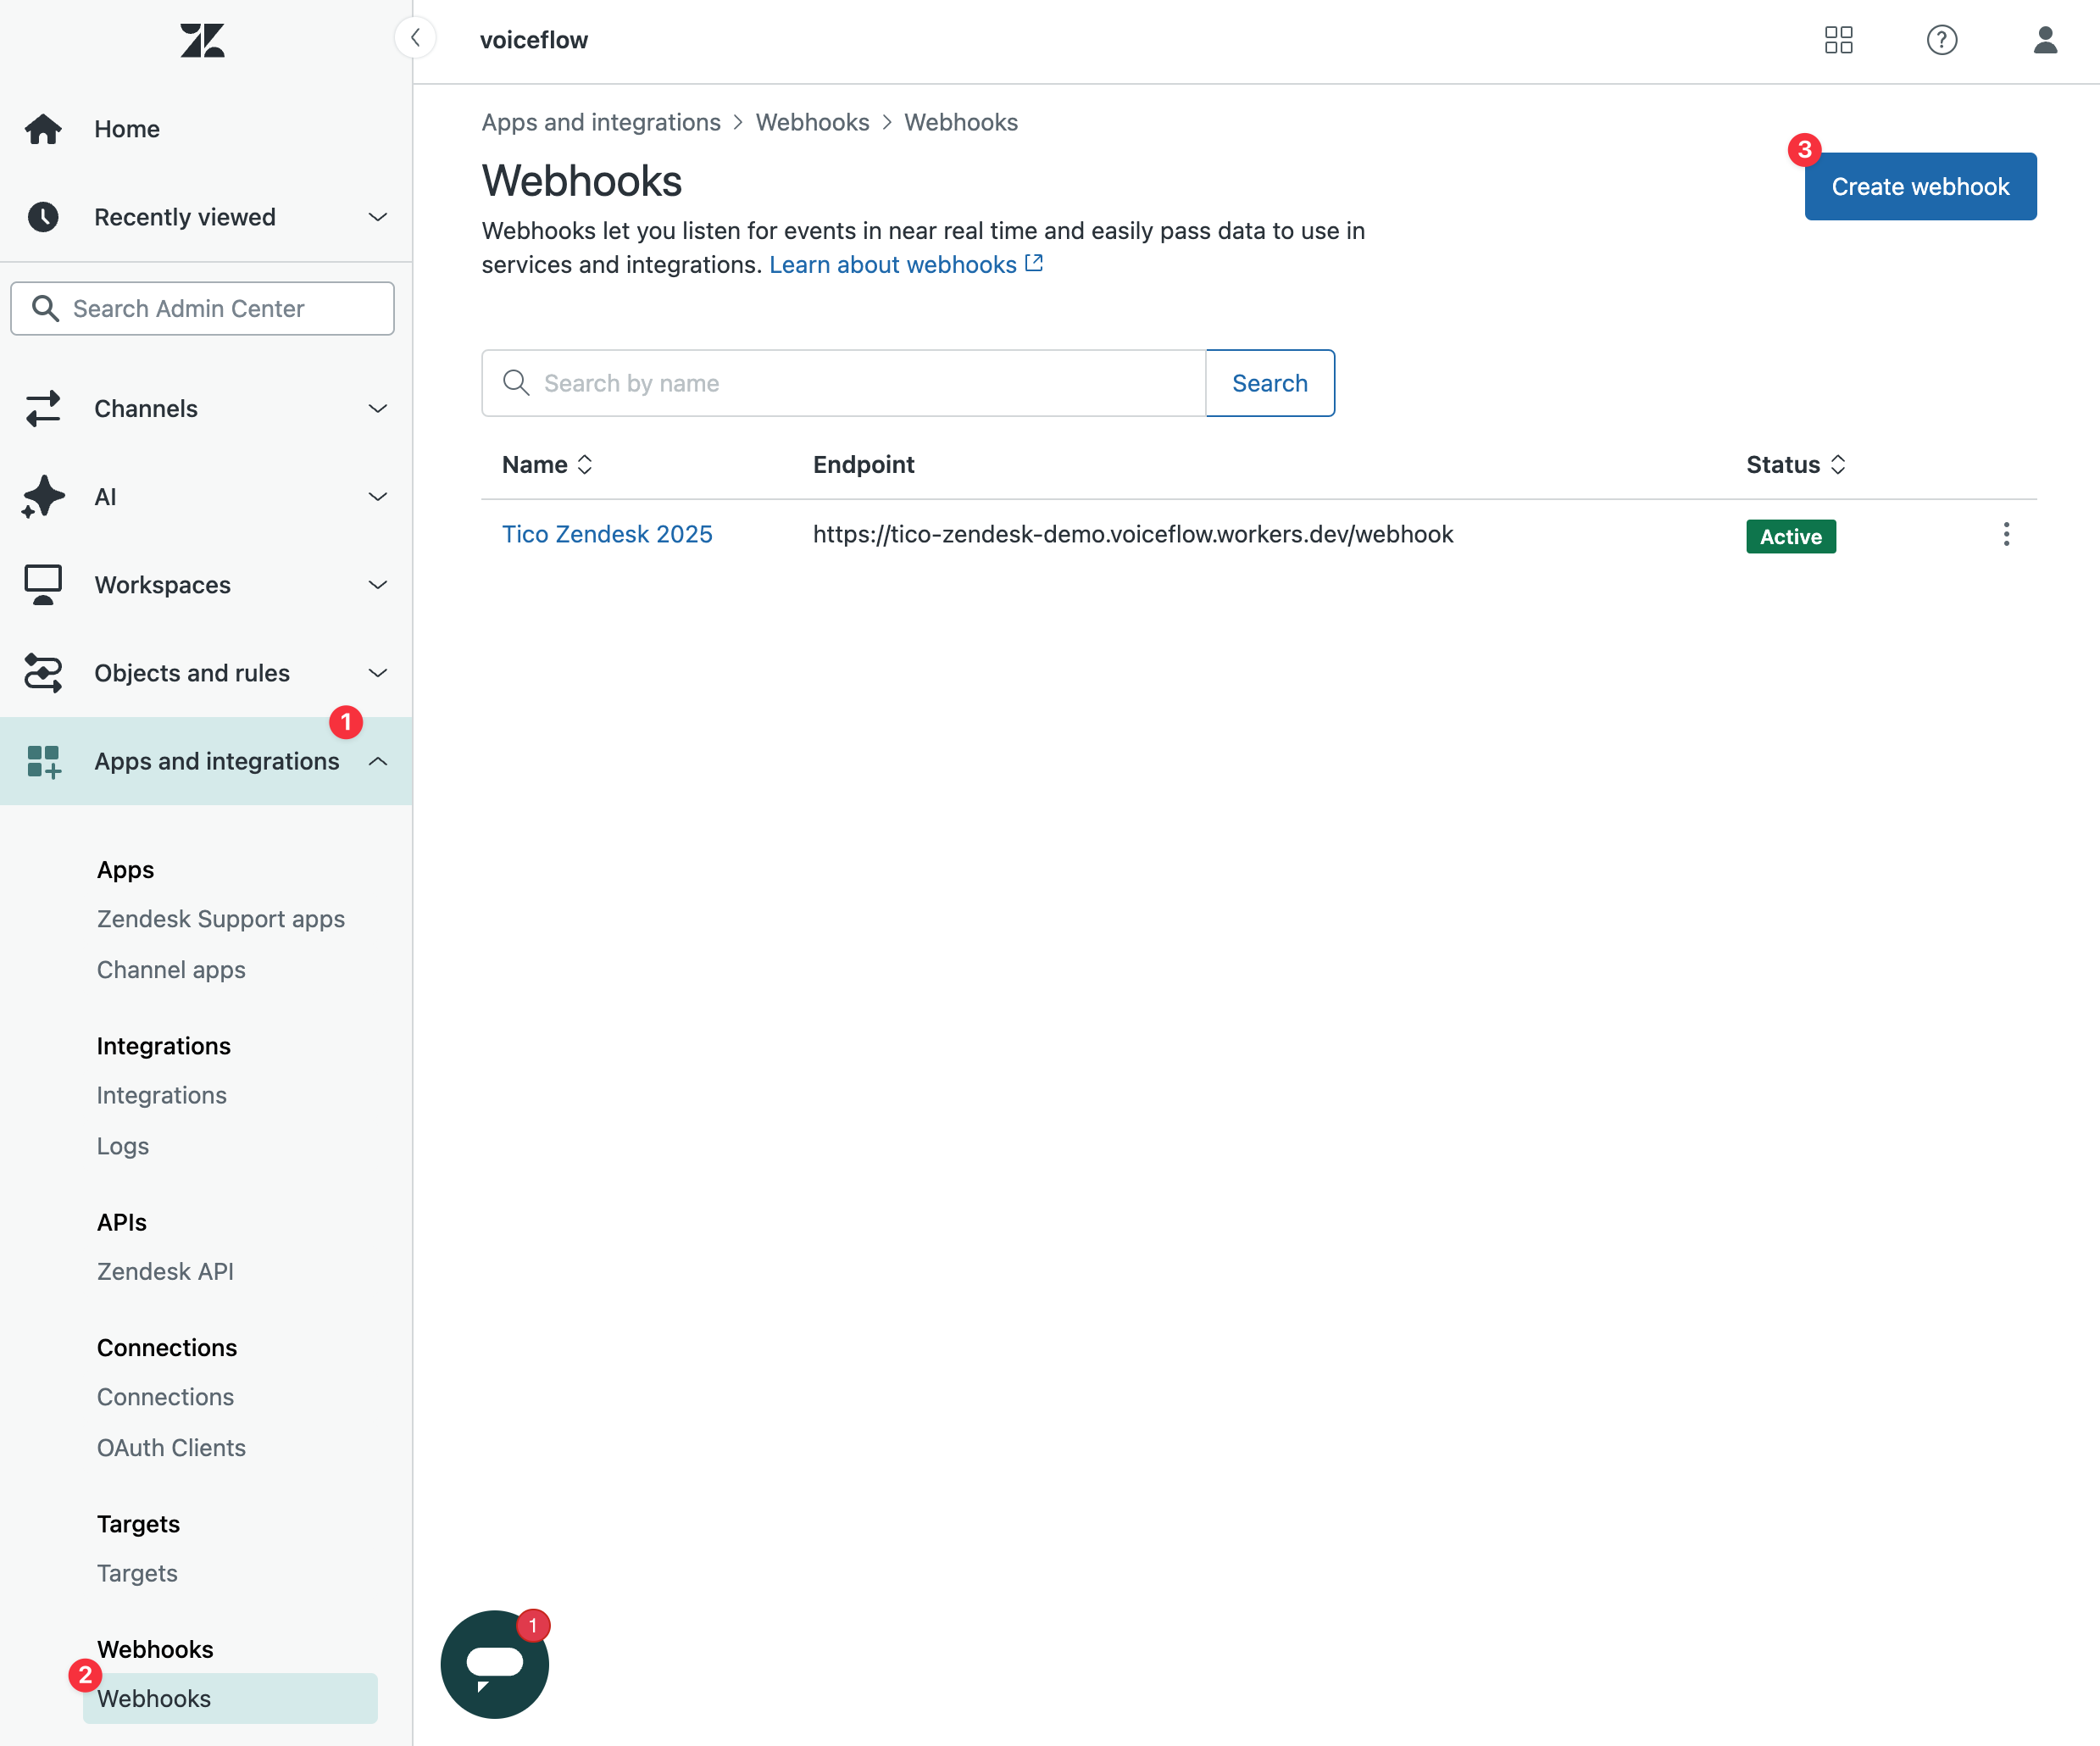 voiceflow
Home
Recently viewed
Search Admin Center
Channels
AI
Workspaces
Objects and rules
1
Apps and integrations
Apps
Zendesk Support apps
Channel apps
Integrations
Integrations
Logs
APIs
Zendesk API
Connections
Connections
OAuth Clients
Targets
Targets
Webhooks
2
Webhooks
Apps and integrations > Webhooks > Webhooks
Webhooks
3
Create webhook
Webhooks let you listen for events in near real time and easily pass data to use in
services and integrations. Learn about webhooks
Search by name
Search
Name Endpoint Status
Tico Zendesk 2025 https://tico-zendesk-demo.voiceflow.workers.dev/webhook Active
1